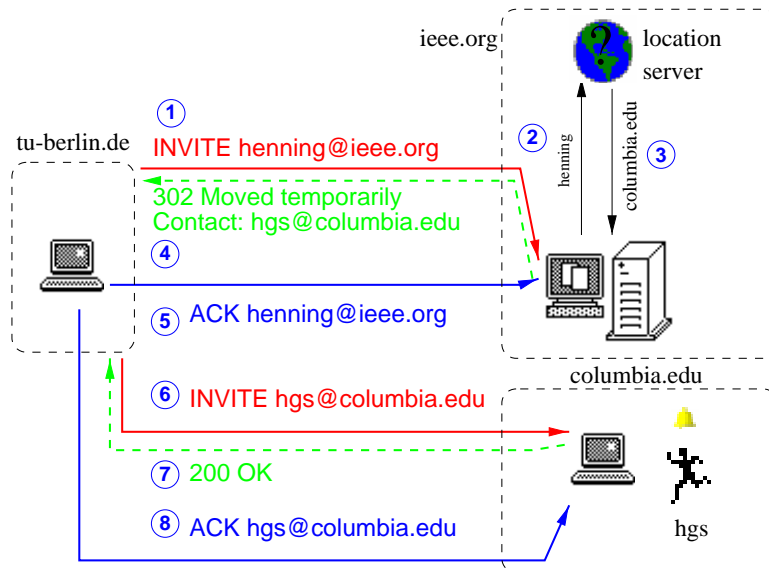 ieee.org
location
server
tu-berlin.de
1
INVITE henning@ieee.org
2
henning
columbia.edu
3
302 Moved temporarily
Contact: hgs@columbia.edu
4
5 ACK henning@ieee.org
columbia.edu
6 INVITE hgs@columbia.edu
7 200 OK
8 ACK hgs@columbia.edu
hgs